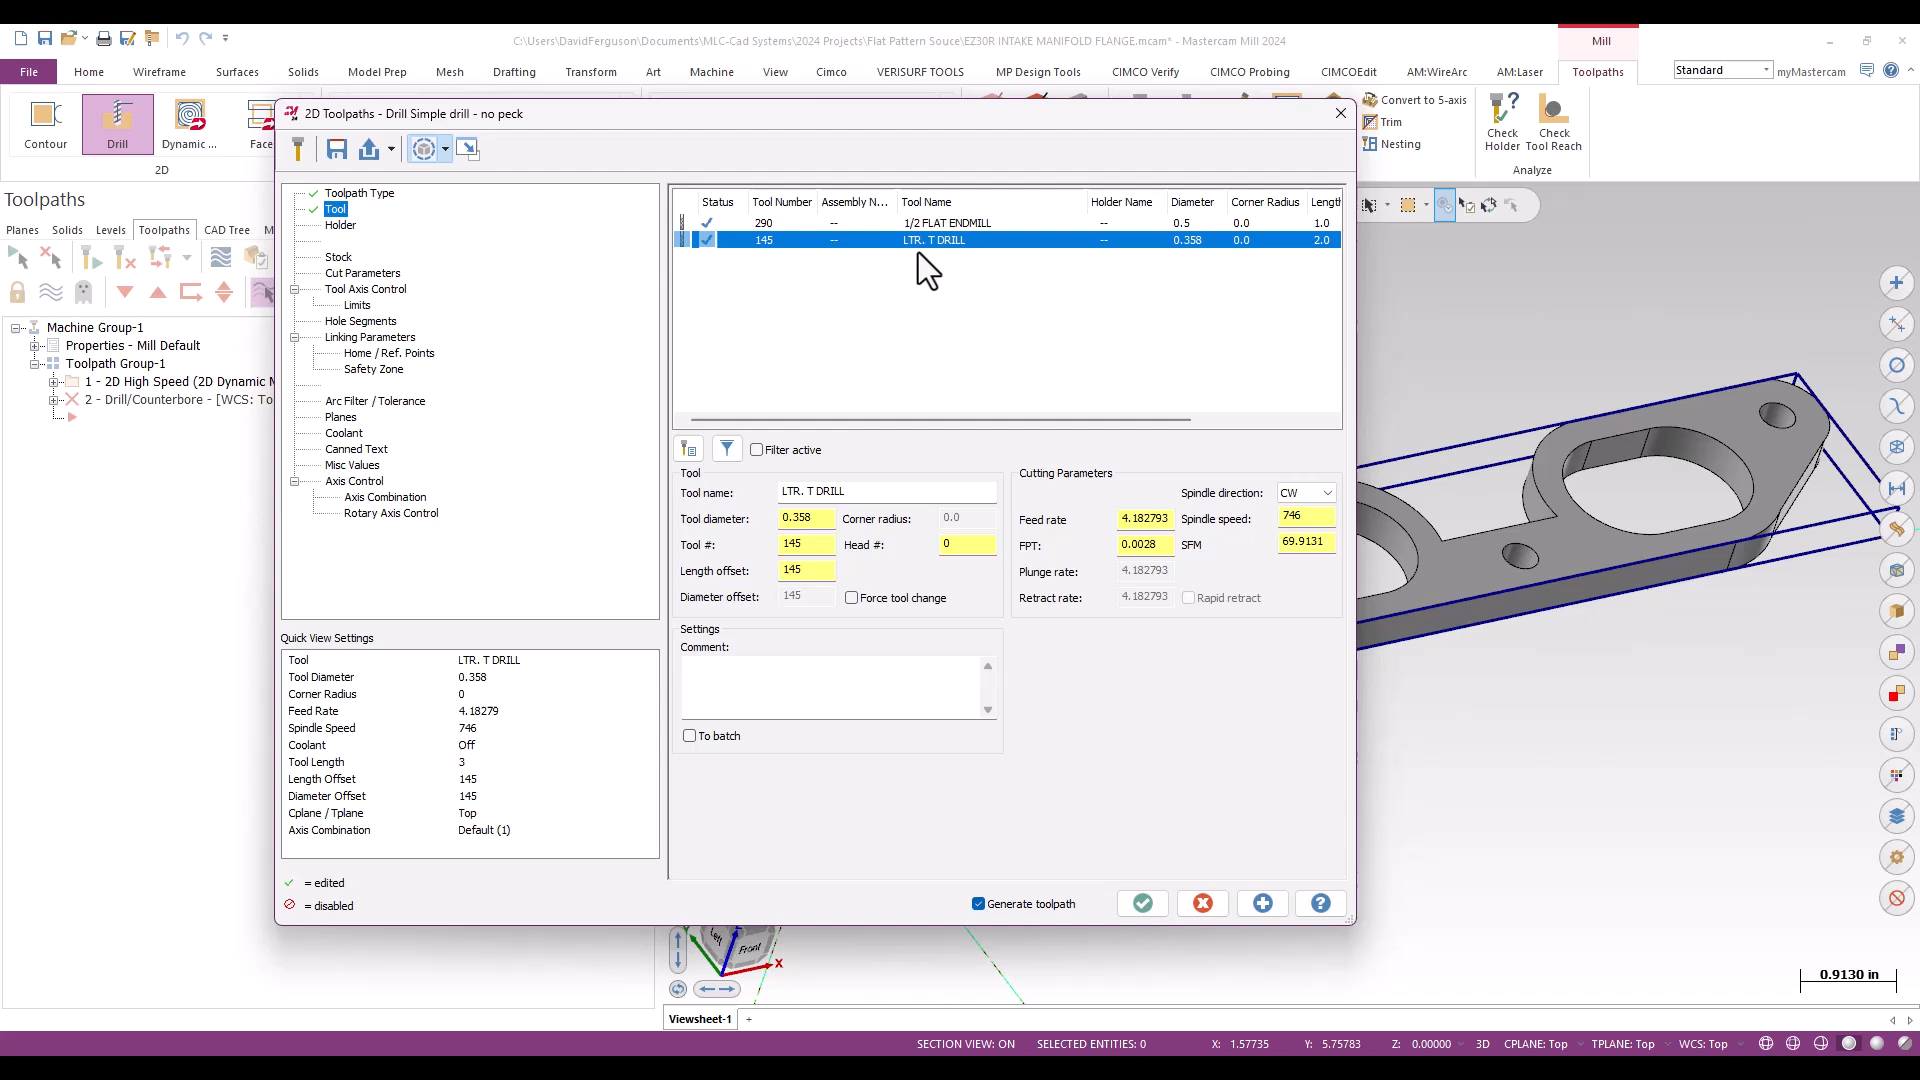 C:\Users\DavidFerguson\Documents\MLC-Cad Systems\2024 Projects\Flat Pattern Souce\EZ30R INTAKE MANIFOLD FLANGE.mcam* - Mastercam Mill 2024
Mill
File
Home
Wireframe
Surfaces
Solids
Model Prep
Mesh
Drafting
Transform
Art
Machine
View
Cimco
VERISURF TOOLS
MP Design Tools
CIMCO Verify
CIMCO Probing
CIMCOEdit
AM:WireArc
AM:Laser
Toolpaths
Standard
myMastercam
Contour
Drill
Dynamic ...
Face
2D
Convert to 5-axis
Trim
Nesting
Check Holder
Check Tool Reach
Analyze
Toolpaths
Planes
Solids
Levels
Toolpaths
CAD Tree
M
Machine Group-1
Properties - Mill Default
Toolpath Group-1
1 - 2D High Speed (2D Dynamic M
2 - Drill/Counterbore - [WCS: To
2D Toolpaths - Drill Simple drill - no peck
Toolpath Type
Tool
Holder
Stock
Cut Parameters
Tool Axis Control
Limits
Hole Segments
Linking Parameters
Home / Ref. Points
Safety Zone
Arc Filter / Tolerance
Planes
Coolant
Canned Text
Misc Values
Axis Control
Axis Combination
Rotary Axis Control
Quick View Settings
Tool LTR. T DRILL
Tool Diameter 0.358
Corner Radius 0
Feed Rate 4.18279
Spindle Speed 746
Coolant Off
Tool Length 3
Length Offset 145
Diameter Offset 145
Cplane / Tplane Top
Axis Combination Default (1)
= edited
= disabled
Status Tool Number Assembly N... Tool Name Holder Name Diameter Corner Radius Length
290 -- 1/2 FLAT ENDMILL -- 0.5 0.0 1.0
145 -- LTR. T DRILL -- 0.358 0.0 2.0
Filter active
Tool
Tool name: LTR. T DRILL
Tool diameter: 0.358 Corner radius: 0.0
Tool #: 145 Head #: 0
Length offset: 145
Diameter offset: 145 Force tool change
Cutting Parameters
Spindle direction: CW
Feed rate 4.182793 Spindle speed: 746
FPT: 0.0028 SFM 69.9131
Plunge rate: 4.182793
Retract rate: 4.182793 Rapid retract
Settings
Comment:
To batch
Generate toolpath
Left
Front
X
0.9130 in
Viewsheet-1 +
SECTION VIEW: ON SELECTED ENTITIES: 0 X: 1.57735 Y: 5.75783 Z: 0.00000 3D CPLANE: Top TPLANE: Top WCS: Top